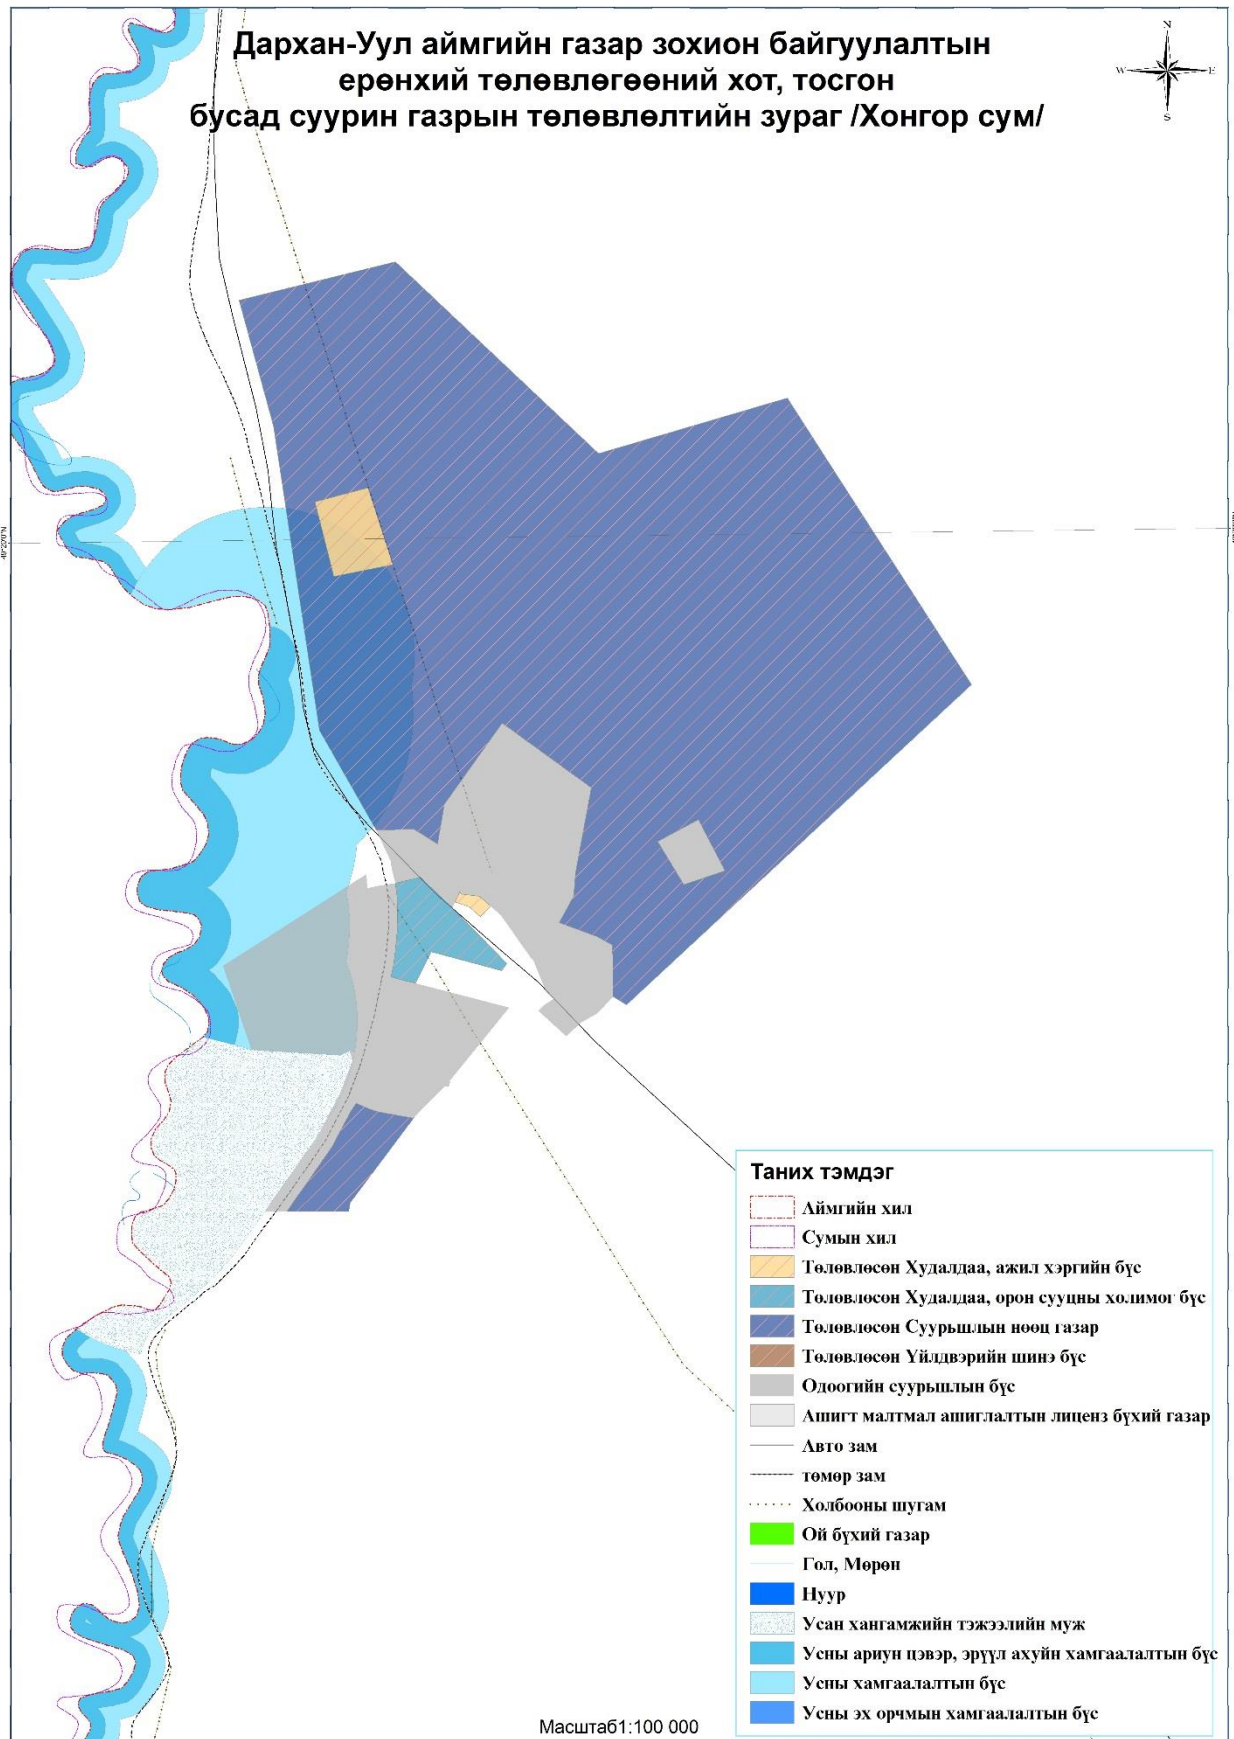 Дархан-Уул аймгийн газар зохион байгуулалтын
ерөнхий төлөвлөгөөний хот, тосгон
бусад суурин газрын төлөвлөлтийн зураг /Хонгор сум/
N
W E
S
Таних тэмдэг
Аймгийн хил
Сумын хил
Төлөвлөсөн Худалдаа, ажил хэргийн бүс
Төлөвлөсөн Худалдаа, орон сууцны холимог бүс
Төлөвлөсөн Суурьшлын нөөц газар
Төлөвлөсөн Үйлдвэрийн шинэ бүс
Одоогийн суурьшлын бүс
Ашигт малтмал ашиглалтын лиценз бүхий газар
Авто зам
төмөр зам
Холбооны шугам
Ой бүхий газар
Гол, Мөрөн
Нуур
Усан хангамжийн тэжээлийн муж
Усны ариун цэвэр, эрүүл ахуйн хамгаалалтын бүс
Усны хамгаалалтын бүс
Усны эх орчмын хамгаалалтын бүс
Масштаб1:100 000